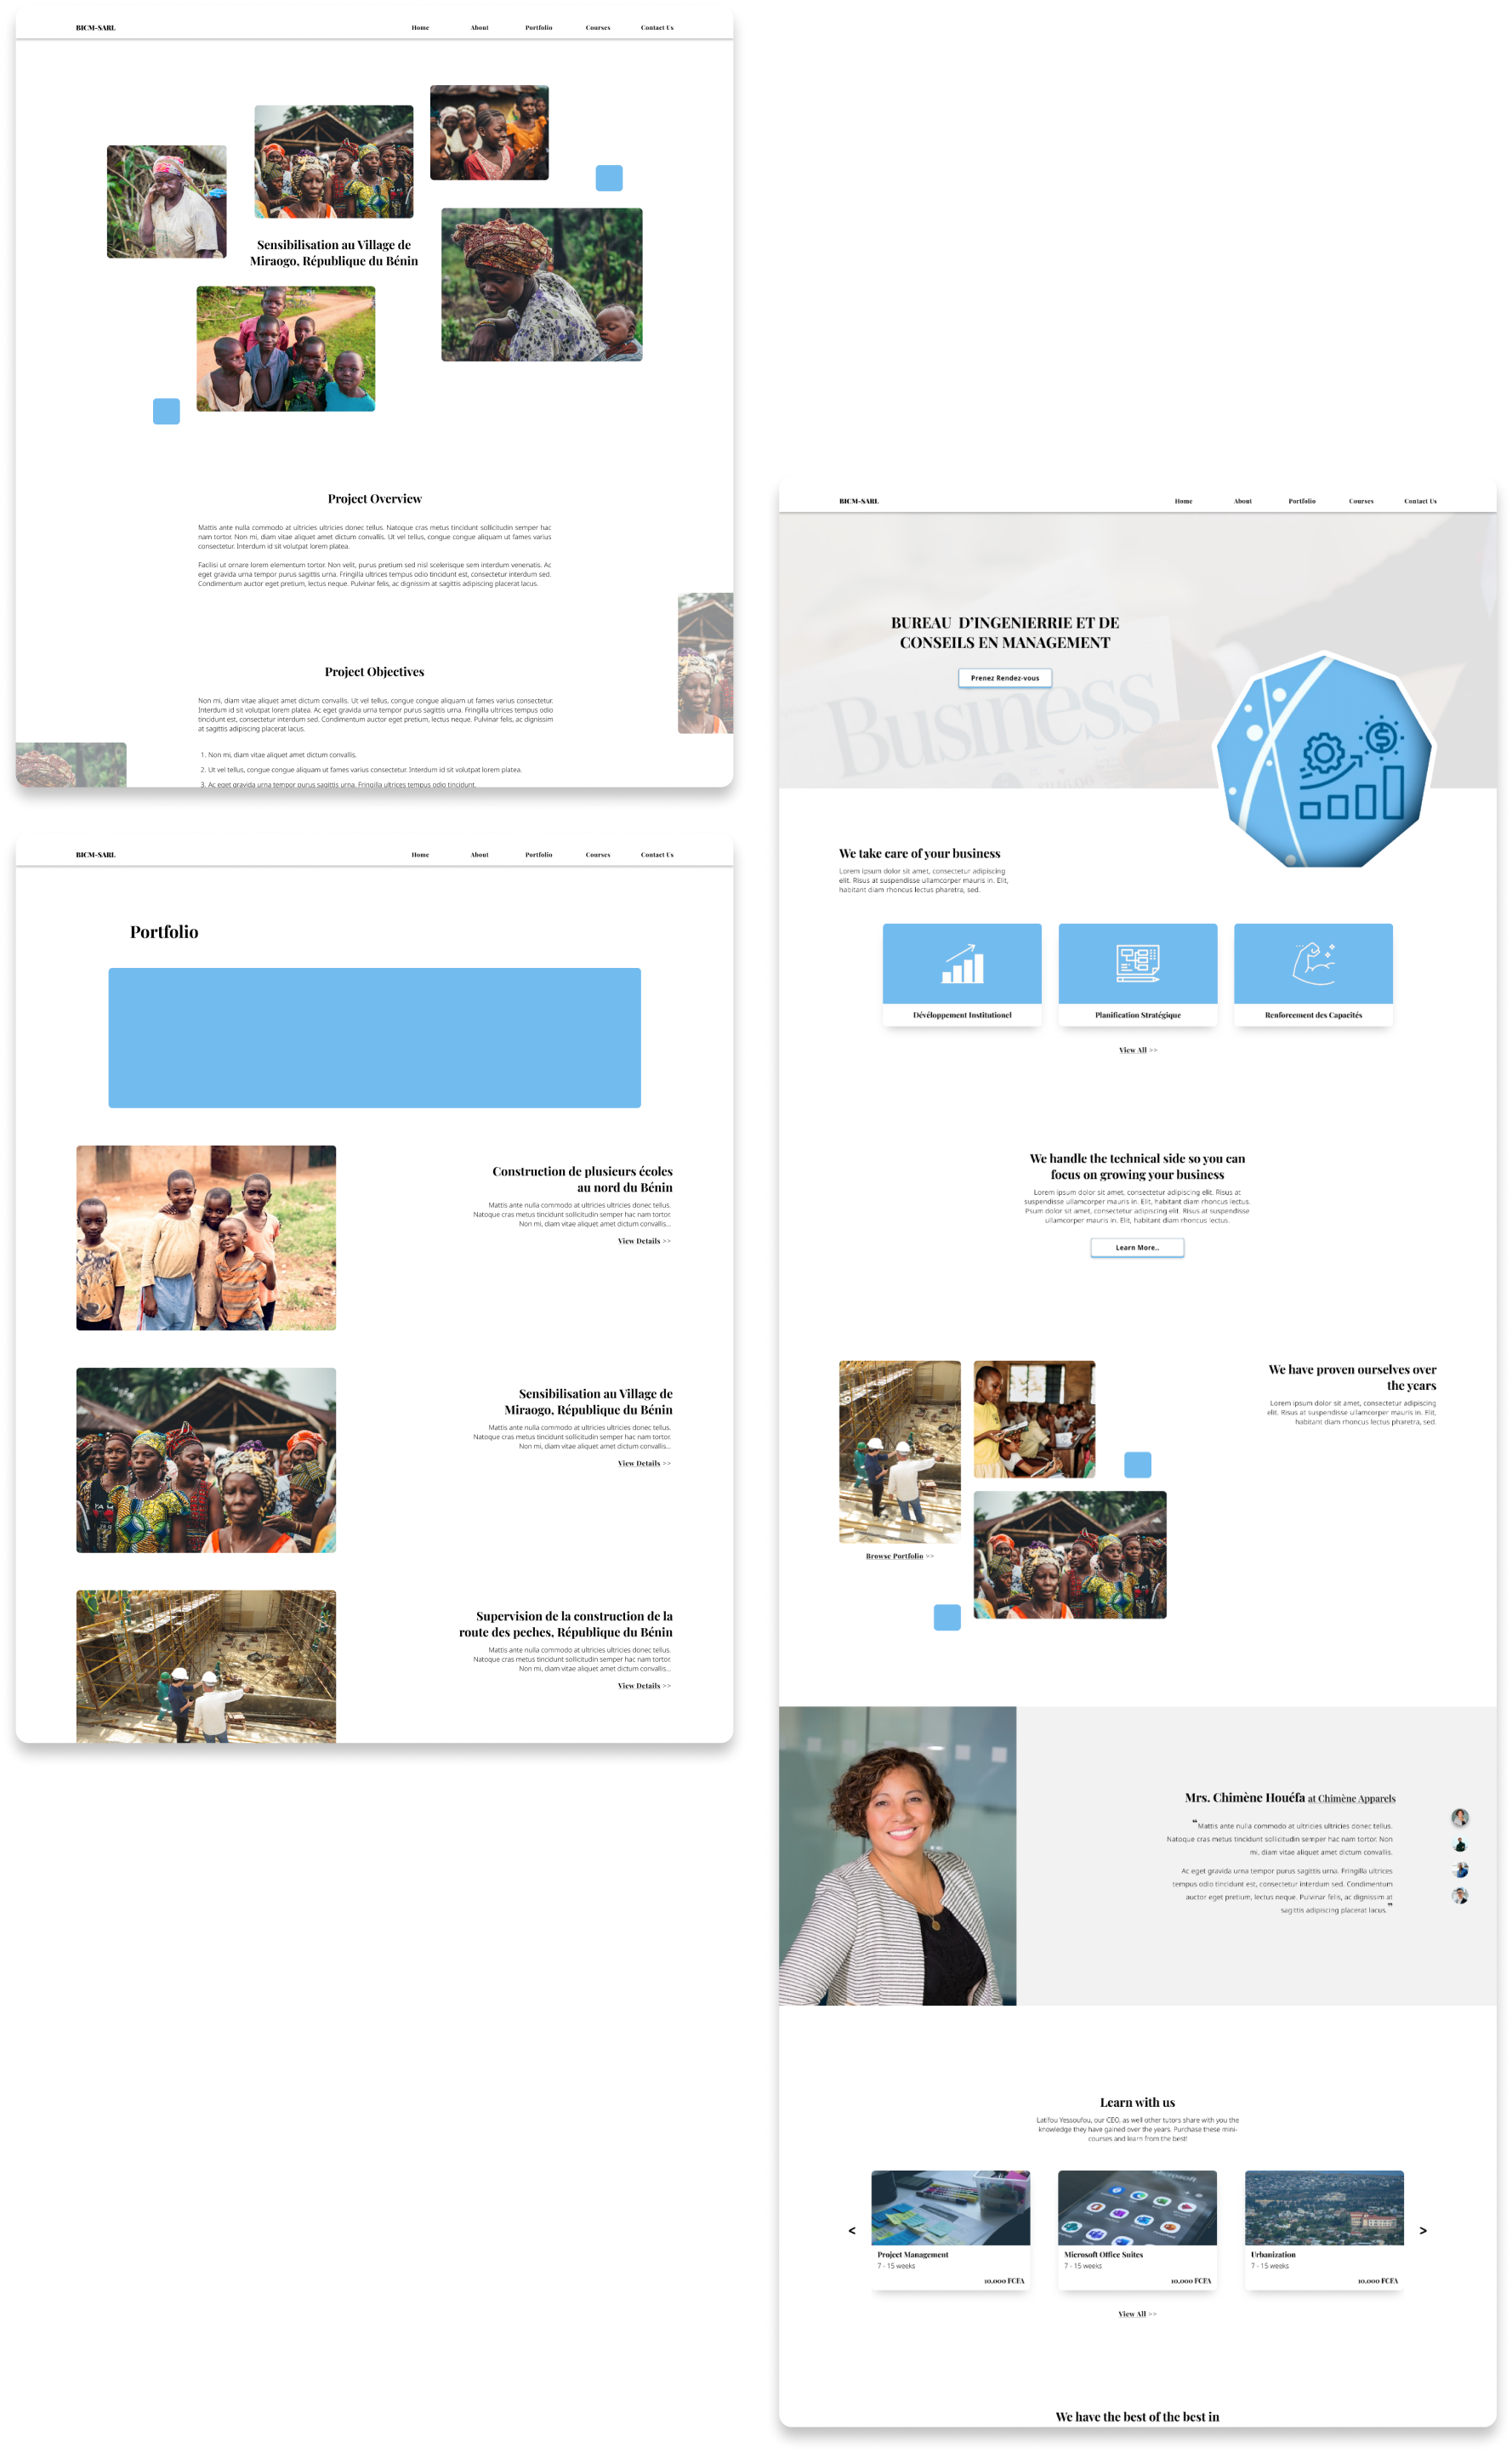 BICM-SARL
Home
About
Portfolio
Courses
Contact Us
Sensibilisation au Village de
Miraogo, République du Bénin
Project Overview
Mattis ante nulla commodo at ultricies ultricies donec tellus. Natoque cras metus tincidunt sollicitudin semper hac
nam tortor. Non mi, diam vitae aliquet amet dictum convallis. Ut vel tellus, congue congue aliquam ut fames varius
consectetur. Interdum id sit volutpat lorem platea.
Facilisi ut ornare lorem elementum tortor. Non velit, purus pretium sed nisl scelerisque sem interdum venenatis. Ac
eget gravida urna tempor purus sagittis urna. Fringilla ultrices tempus odio tincidunt est, consectetur interdum sed.
Condimentum auctor eget pretium, lectus neque. Pulvinar felis, ac dignissim at sagittis adipiscing placerat lacus.
Project Objectives
Non mi, diam vitae aliquet amet dictum convallis. Ut vel tellus, congue congue aliquam ut fames varius consectetur.
Interdum id sit volutpat lorem platea. Ac eget gravida urna tempor purus sagittis urna. Fringilla ultrices tempus odio
tincidunt est, consectetur interdum sed. Condimentum auctor eget pretium, lectus neque. Pulvinar felis, ac dignissim
at sagittis adipiscing placerat lacus.
1. Non mi, diam vitae aliquet amet dictum convallis.
2. Ut vel tellus, congue congue aliquam ut fames varius consectetur. Interdum id sit volutpat lorem platea.
3. Ac eget gravida urna tempor purus sagittis urna. Fringilla ultrices tempus odio tincidunt.
BICM-SARL
Home
About
Portfolio
Courses
Contact Us
Portfolio
Construction de plusieurs écoles
au nord du Bénin
Mattis ante nulla commodo at ultricies ultricies donec tellus.
Natoque cras metus tincidunt sollicitudin semper hac nam tortor.
Non mi, diam vitae aliquet amet dictum convallis...
View Details >>
Sensibilisation au Village de
Miraogo, République du Bénin
Mattis ante nulla commodo at ultricies ultricies donec tellus.
Natoque cras metus tincidunt sollicitudin semper hac nam tortor.
Non mi, diam vitae aliquet amet dictum convallis...
View Details >>
Supervision de la construction de la
route des peches, République du Bénin
Mattis ante nulla commodo at ultricies ultricies donec tellus.
Natoque cras metus tincidunt sollicitudin semper hac nam tortor.
Non mi, diam vitae aliquet amet dictum convallis...
View Details >>
BICM-SARL
Home
About
Portfolio
Courses
Contact Us
BUREAU D'INGENIERRIE ET DE
CONSEILS EN MANAGEMENT
Prenez Rendez-vous
Business
We take care of your business
Lorem ipsum dolor sit amet, consectetur adipiscing
elit. Risus at suspendisse ullamcorper mauris in. Elit,
habitant diam rhoncus lectus pharetra, sed.
Dévéloppement Institutionel
Planification Stratégique
Renforcement des Capacités
View All >>
We handle the technical side so you can
focus on growing your business
Lorem ipsum dolor sit amet, consectetur adipiscing elit. Risus at
suspendisse ullamcorper mauris in. Elit, habitant diam rhoncus lectus.
Psum dolor sit amet, consectetur adipiscing elit. Risus at suspendisse
ullamcorper mauris in. Elit, habitant diam rhoncus lectus.
Learn More..
We have proven ourselves over
the years
Lorem ipsum dolor sit amet, consectetur adipiscing
elit. Risus at suspendisse ullamcorper mauris in. Elit,
habitant diam rhoncus lectus pharetra, sed.
Browse Portfolio >>
Mrs. Chimène Houéfa at Chimène Apparels
“Mattis ante nulla commodo at ultricies ultricies donec tellus.
Natoque cras metus tincidunt sollicitudin semper hac nam tortor. Non
mi, diam vitae aliquet amet dictum convallis.
Ac eget gravida urna tempor purus sagittis urna. Fringilla ultrices
tempus odio tincidunt est, consectetur interdum sed. Condimentum
auctor eget pretium, lectus neque. Pulvinar felis, ac dignissim at
sagittis adipiscing placerat lacus.”
Learn with us
Latifou Yessoufou, our CEO, as well other tutors share with you the
knowledge they have gained over the years. Purchase these mini-
courses and learn from the best!
<
>
Project Management
7 - 15 weeks
10.000 FCFA
Microsoft Office Suites
7 - 15 weeks
10.000 FCFA
Urbanization
7 - 15 weeks
10.000 FCFA
View All >>
We have the best of the best in